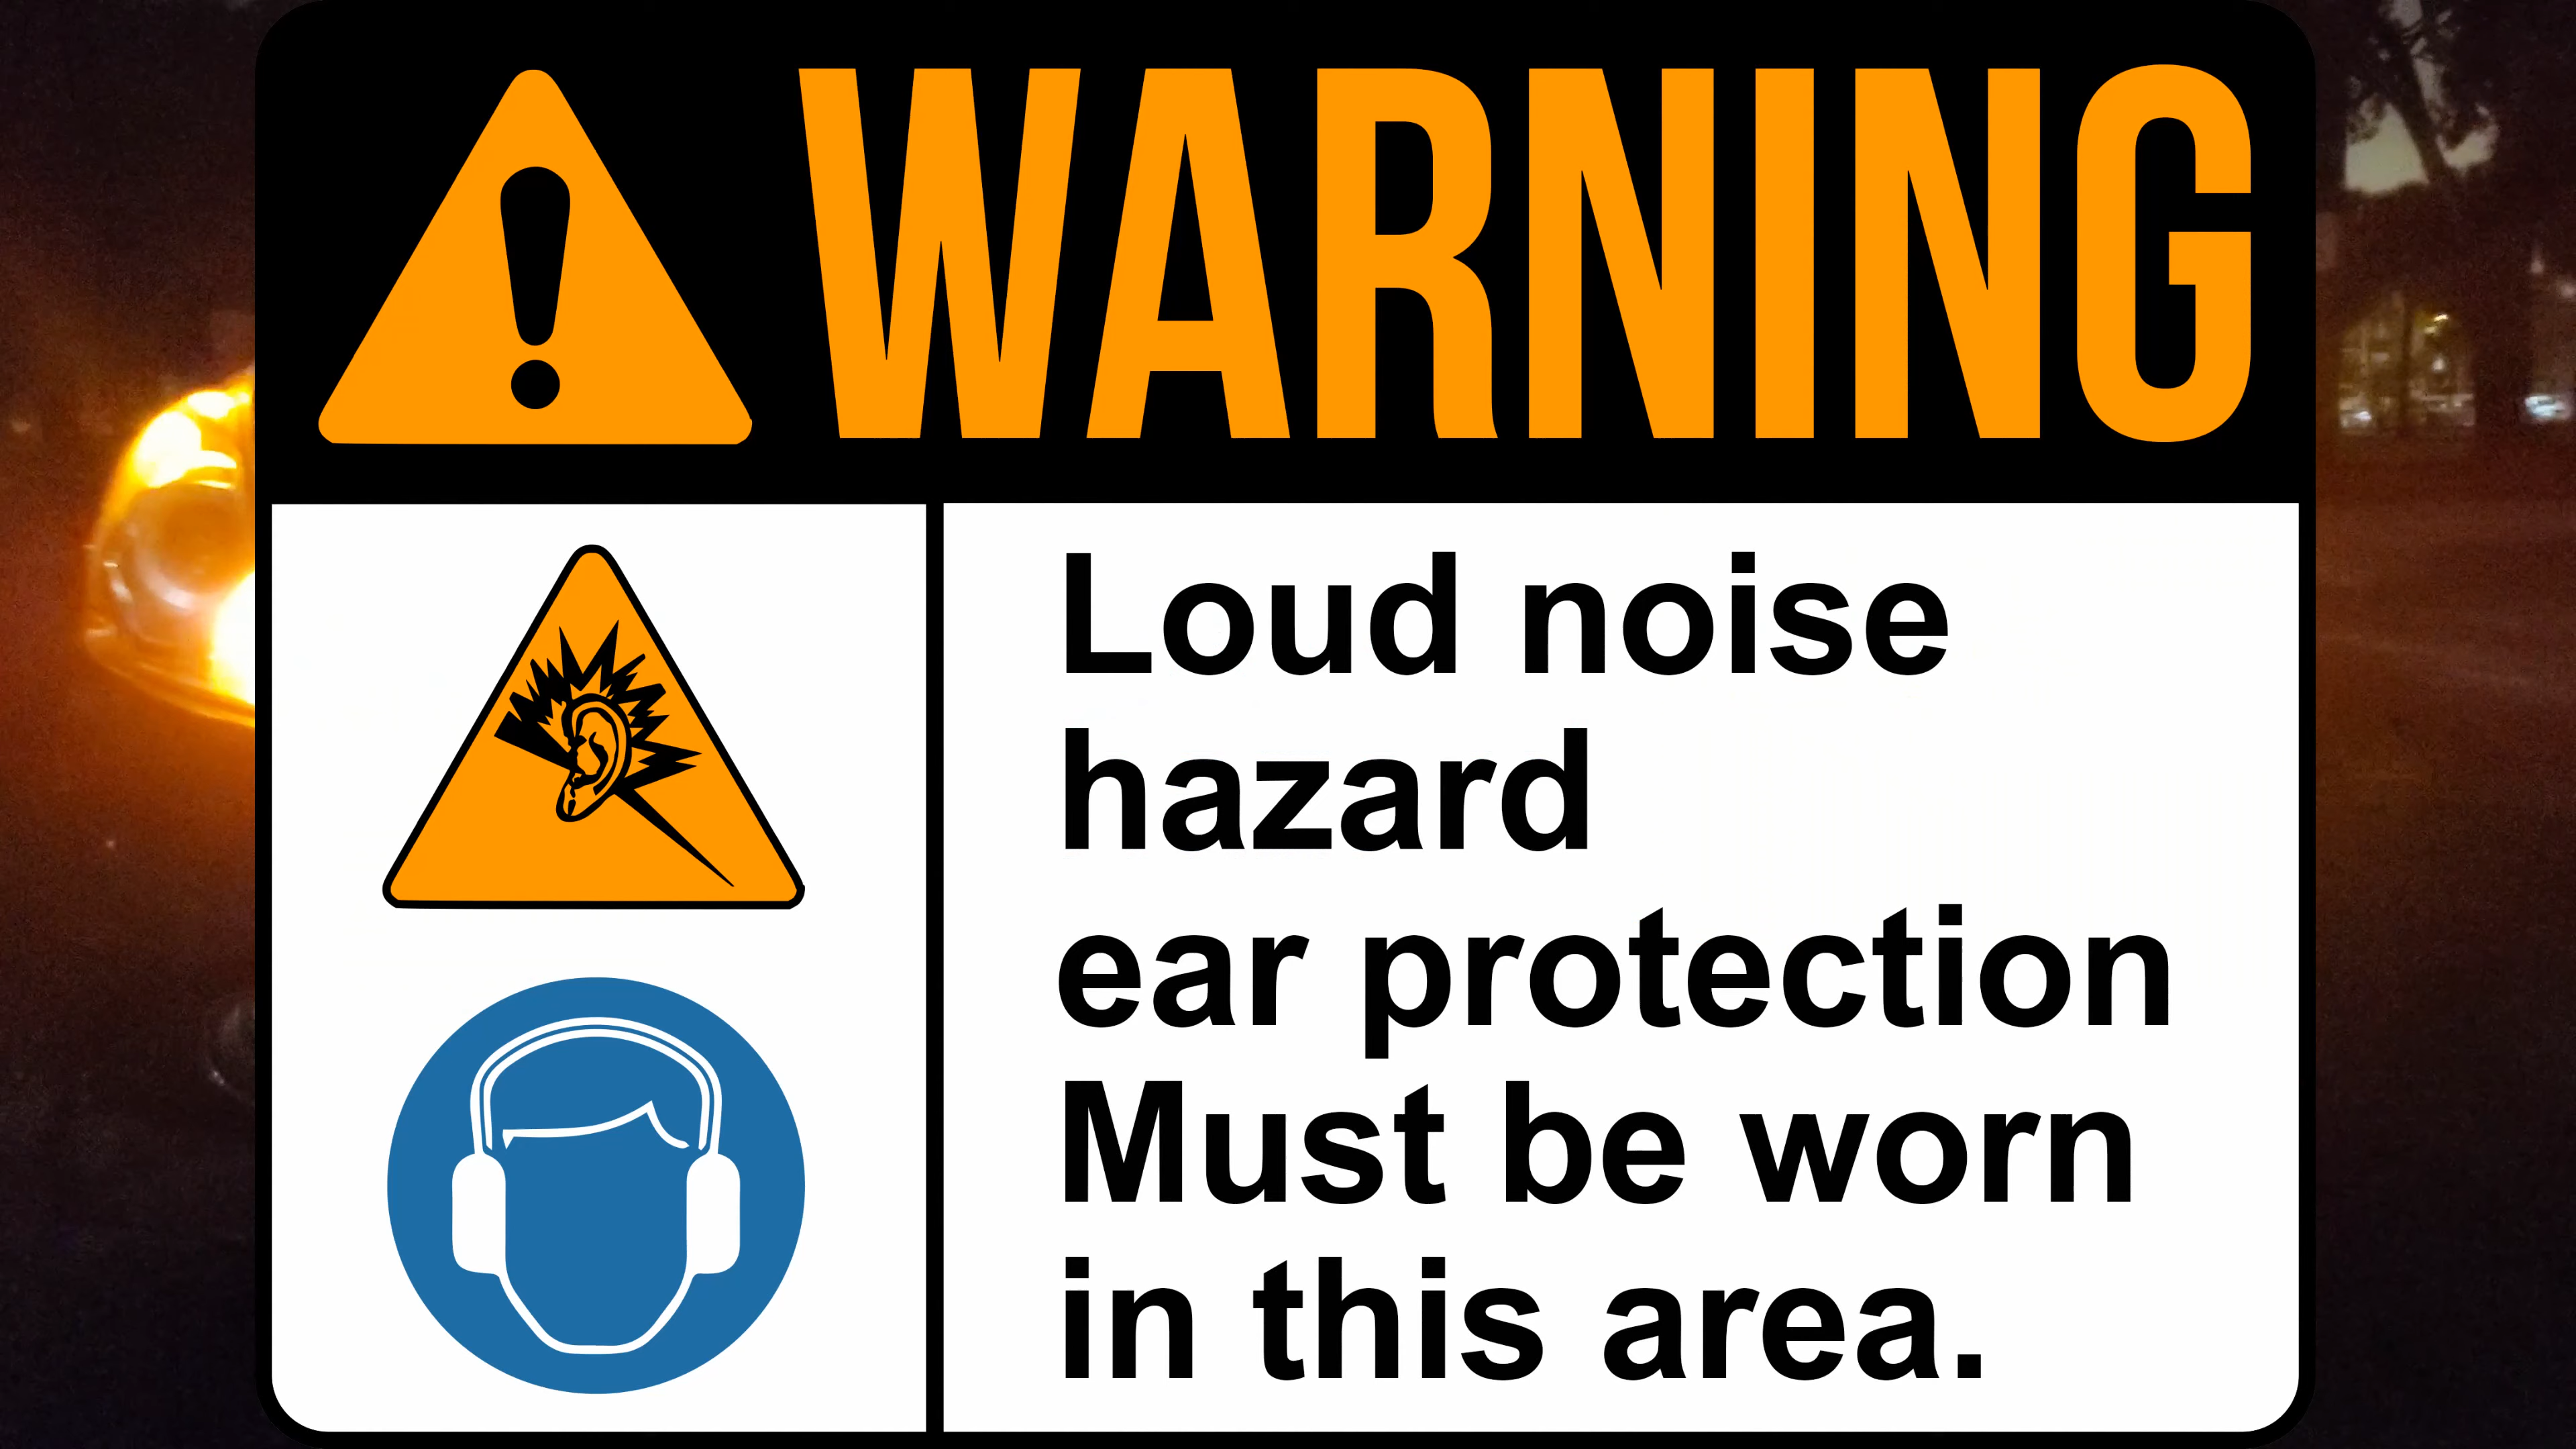 WARNING
Loud noise
hazard
ear protection
Must be worn
in this area.